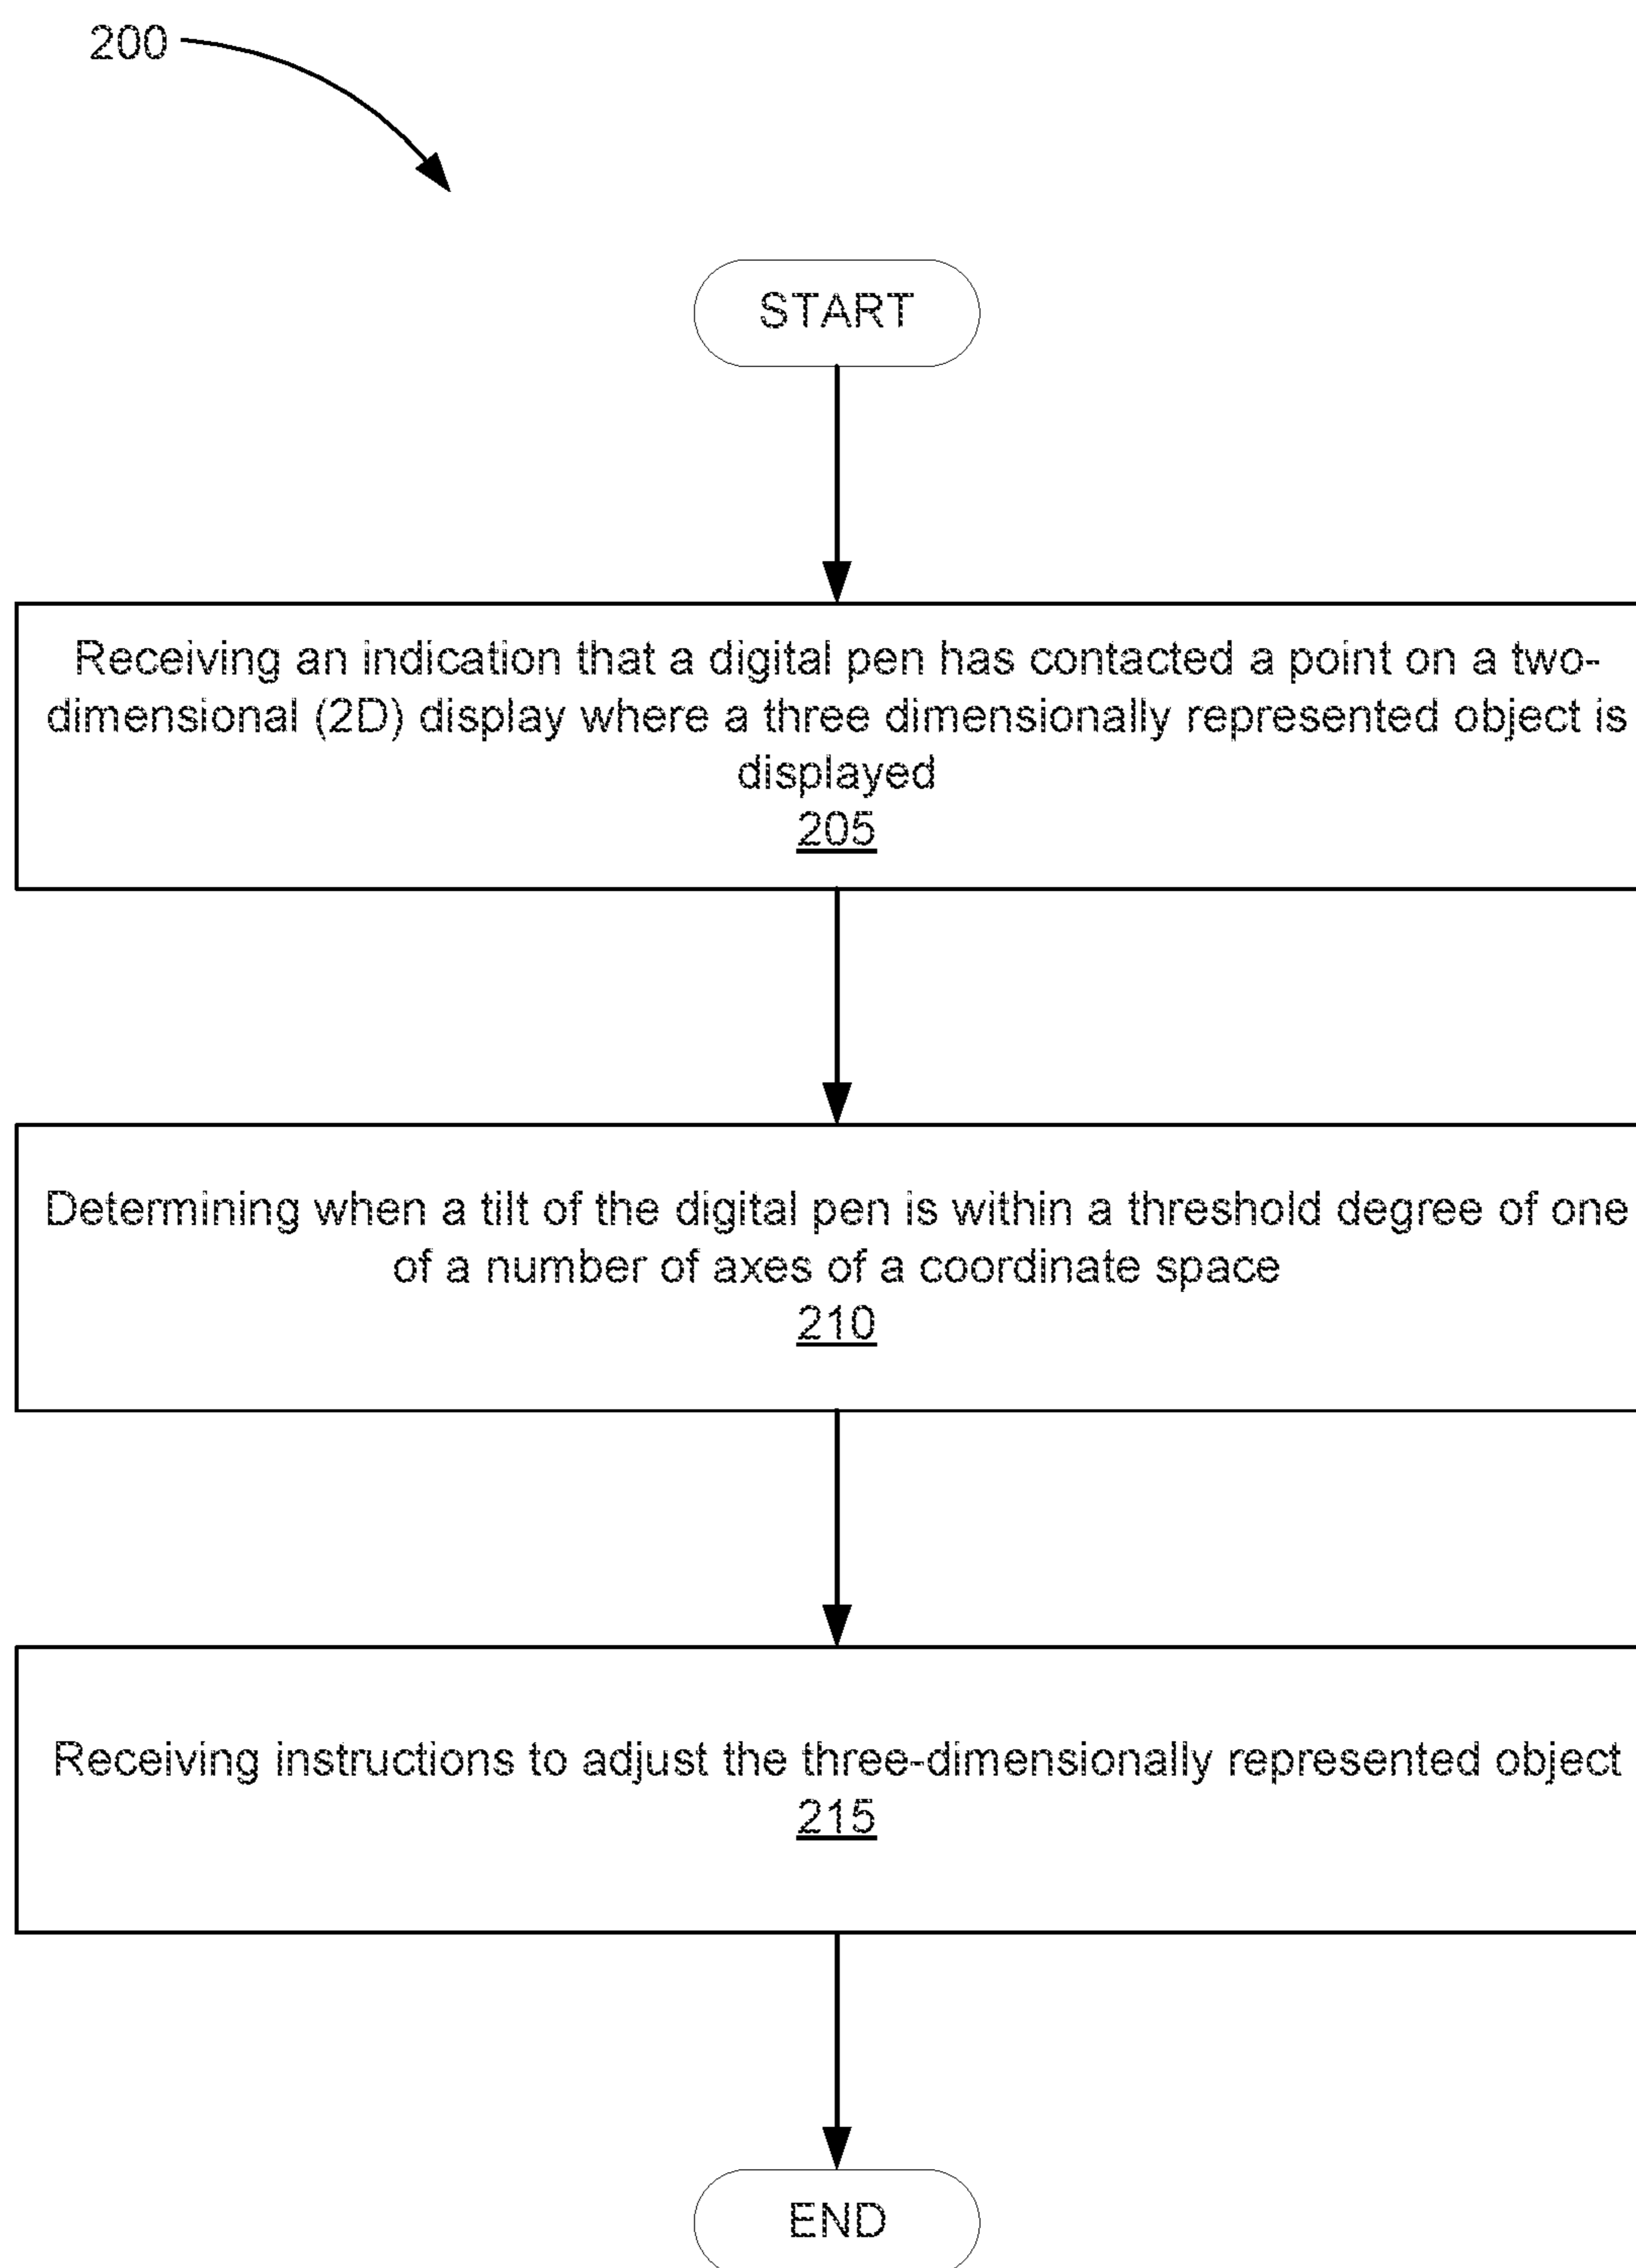 200
START
Receiving an indication that a digital pen has contacted a point on a two-
dimensional (2D) display where a three dimensionally represented object is
displayed
205
Determining when a tilt of the digital pen is within a threshold degree of one
of a number of axes of a coordinate space
210
Receiving instructions to adjust the three-dimensionally represented object
215
END